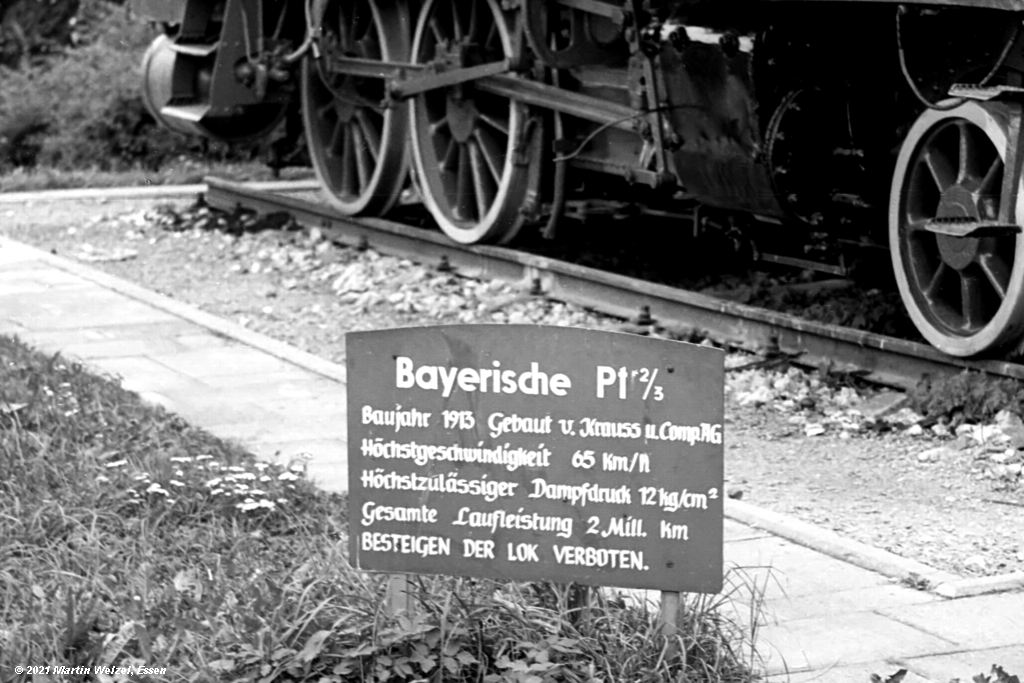 Bayerische Pt r 2/3
Baujahr 1913 Gebaut v. Krauss u. Comp. AG
Höchstgeschwindigkeit 65 km/h
Höchstzulässiger Dampfdruck 12 kg/cm²
Gesamte Laufleistung 2 Mill. km
BESTEIGEN DER LOK VERBOTEN.
© 2021 Martin Welzel, Essen